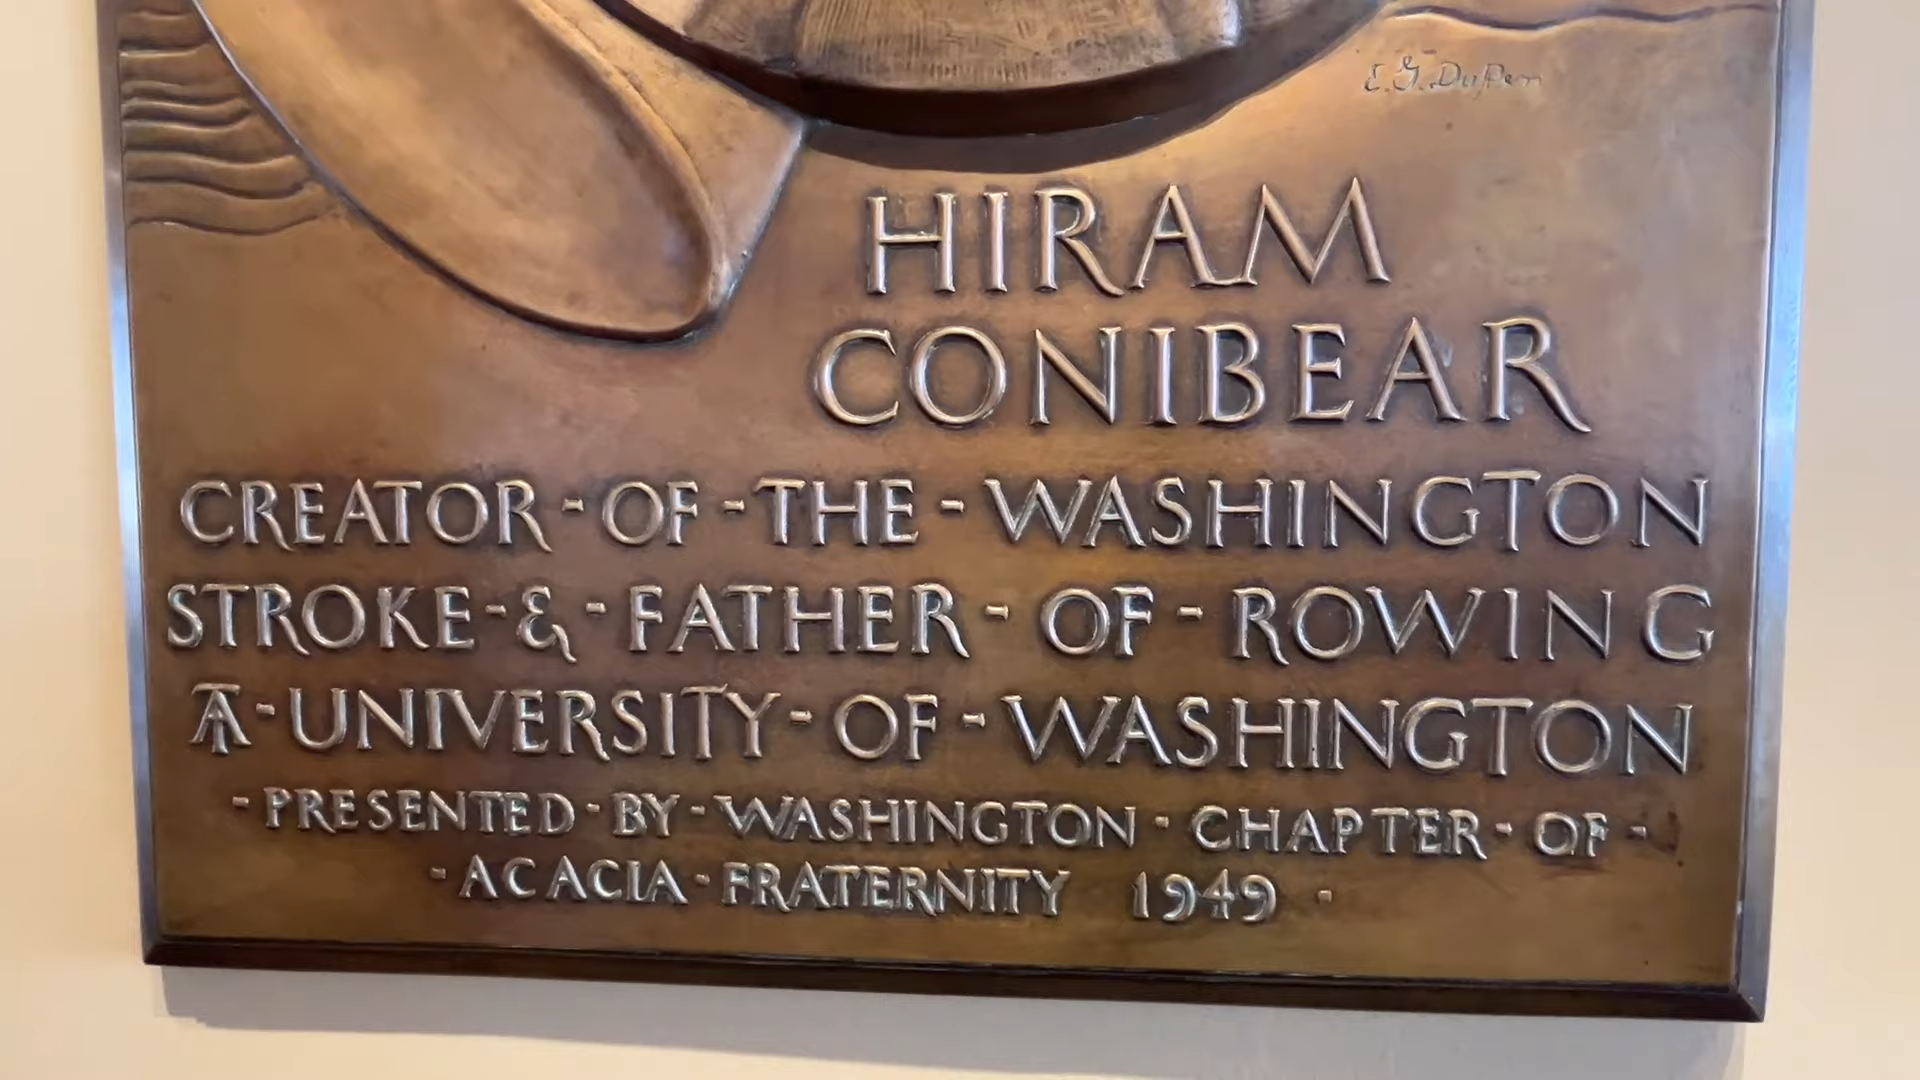 E. G. DuPen
HIRAM
CONIBEAR
CREATOR-OF-THE-WASHINGTON
STROKE-&-FATHER-OF-ROWING
AT-UNIVERSITY-OF-WASHINGTON
-PRESENTED-BY-WASHINGTON-CHAPTER-OF-
-ACACIA-FRATERNITY 1949-